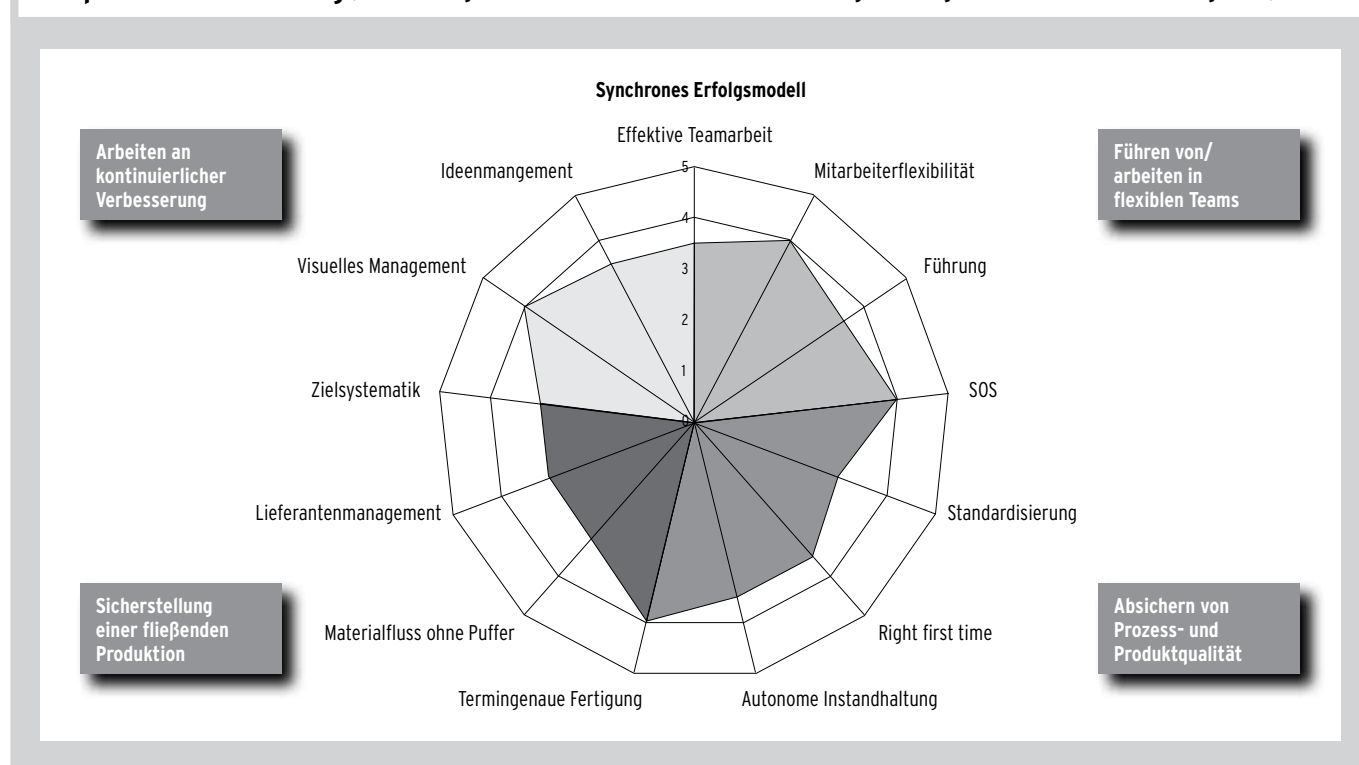 Synchrones Erfolgsmodell
Arbeiten an
kontinuierlicher
Verbesserung
Führen von/
arbeiten in
flexiblen Teams
Effektive Teamarbeit
Ideenmangement
Mitarbeiterflexibilität
Visuelles Management
Führung
Zielsystematik
SOS
Lieferantenmanagement
Standardisierung
Materialfluss ohne Puffer
Right first time
Termingenaue Fertigung
Autonome Instandhaltung
5
4
3
2
1
0
Sicherstellung
einer fließenden
Produktion
Absichern von
Prozess- und
Produktqualität